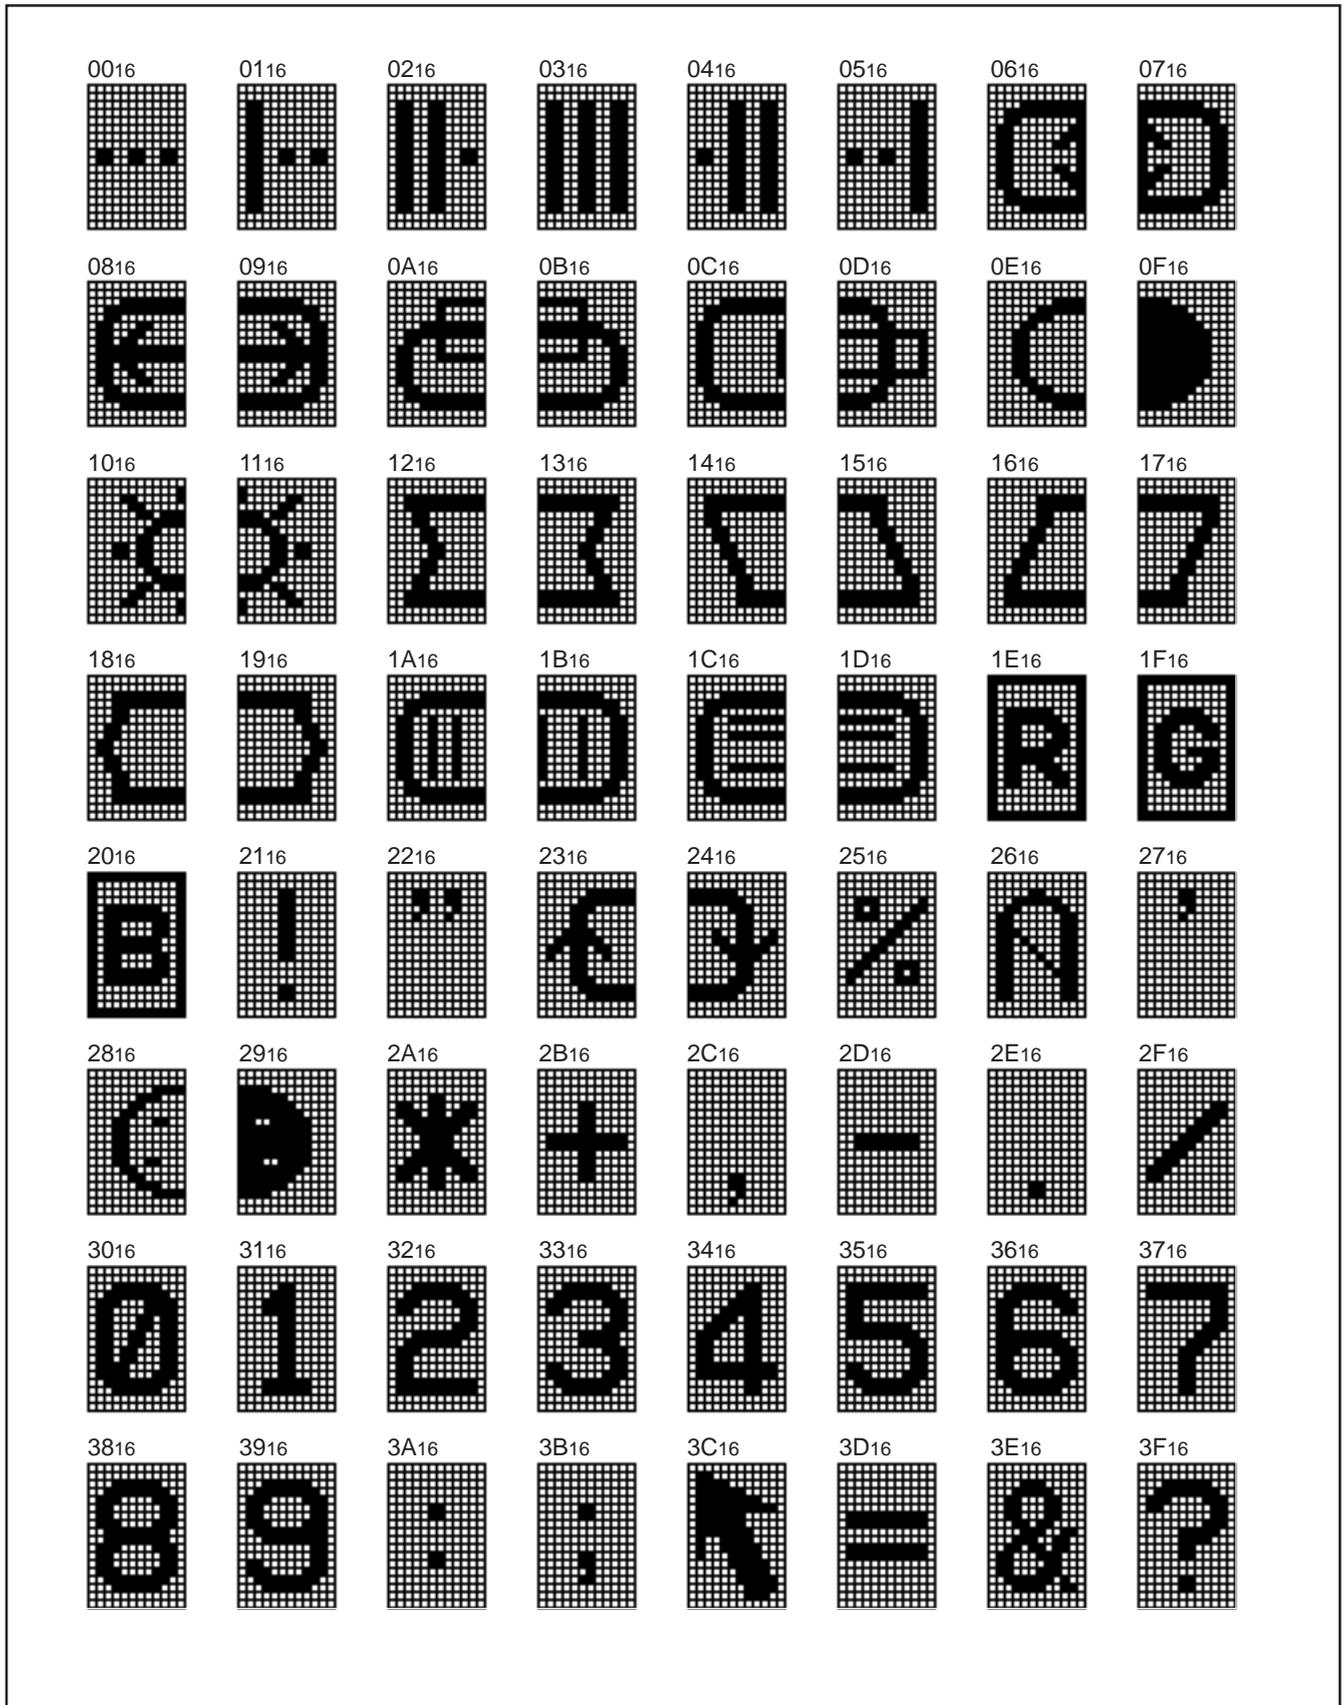 0016 0116 0216 0316 0416 0516 0616 0716
0816 0916 0A16 0B16 0C16 0D16 0E16 0F16
1016 1116 1216 1316 1416 1516 1616 1716
1816 1916 1A16 1B16 1C16 1D16 1E16 1F16
R G
2016 2116 2216 2316 2416 2516 2616 2716
B ! " % '
2816 2916 2A16 2B16 2C16 2D16 2E16 2F16
* + , - . /
3016 3116 3216 3316 3416 3516 3616 3716
0 1 2 3 4 5 6 7
3816 3916 3A16 3B16 3C16 3D16 3E16 3F16
8 9 : ; = & ?